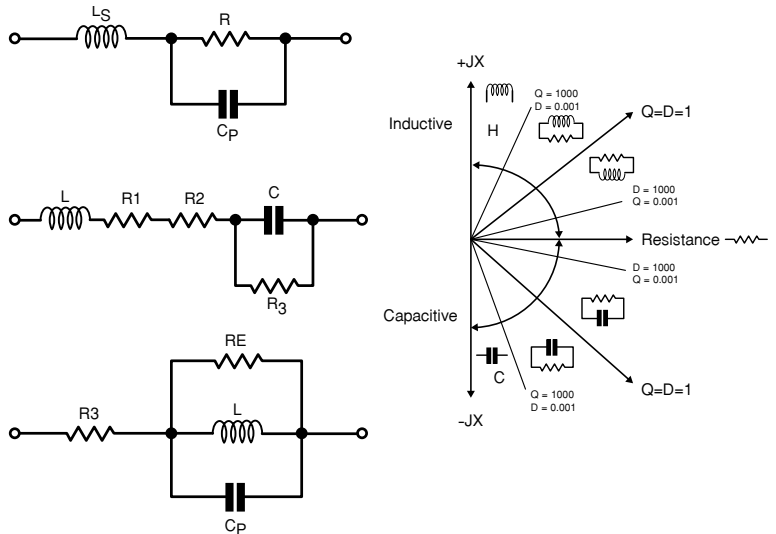 LS
R
CP
L
R1
R2
C
R3
RE
R3
L
CP
+JX
Q = 1000
D = 0.001
Q=D=1
Inductive
H
D = 1000
Q = 0.001
Resistance
D = 1000
Q = 0.001
Capacitive
C
Q = 1000
D = 0.001
Q=D=1
-JX